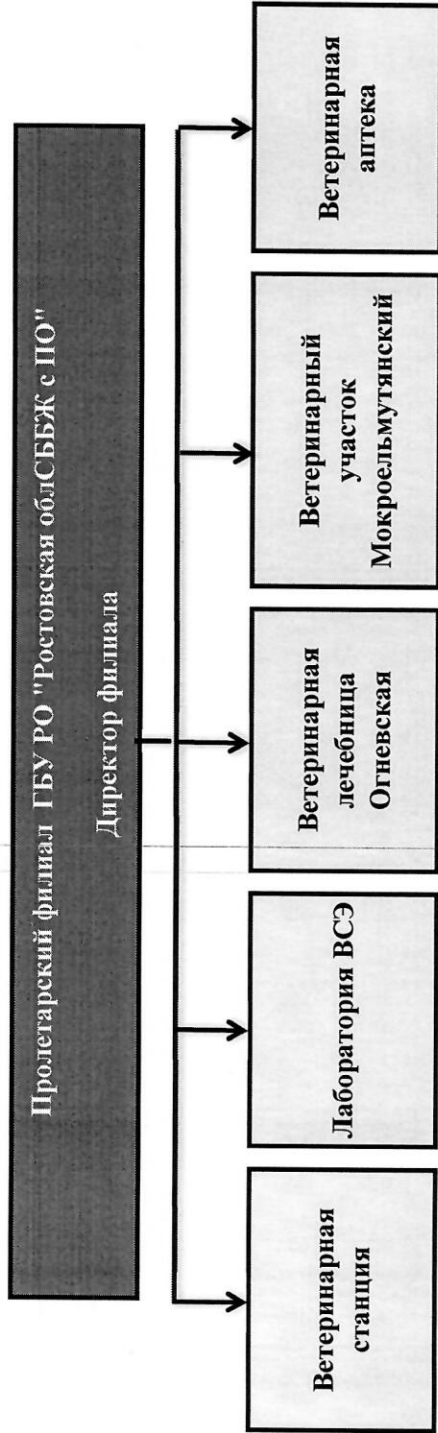 Пролетарский филиал ГБУ РО "Ростовская облСББЖ с ПО"
Директор филиала
Ветеринарная
станция
Лаборатория ВСЭ
Ветеринарная
лечебница
Огневская
Ветеринарный
участок
Мокроельмутянский
Ветеринарная
аптека